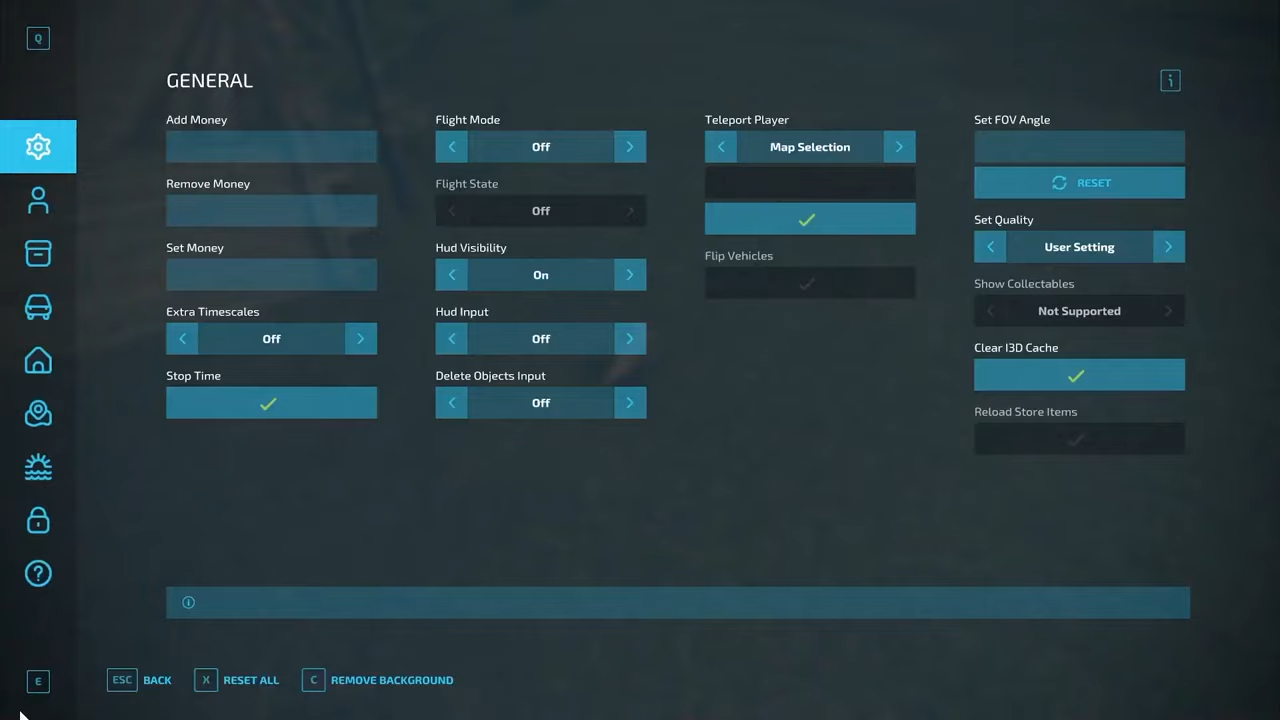 Q
GENERAL
i
Add Money
Remove Money
Set Money
Extra Timescales
Off
Stop Time
Flight Mode
Off
Flight State
Off
Hud Visibility
On
Hud Input
Off
Delete Objects Input
Off
Teleport Player
Map Selection
Flip Vehicles
Set FOV Angle
RESET
Set Quality
User Setting
Show Collectables
Not Supported
Clear I3D Cache
Reload Store Items
E
ESC BACK X RESET ALL C REMOVE BACKGROUND